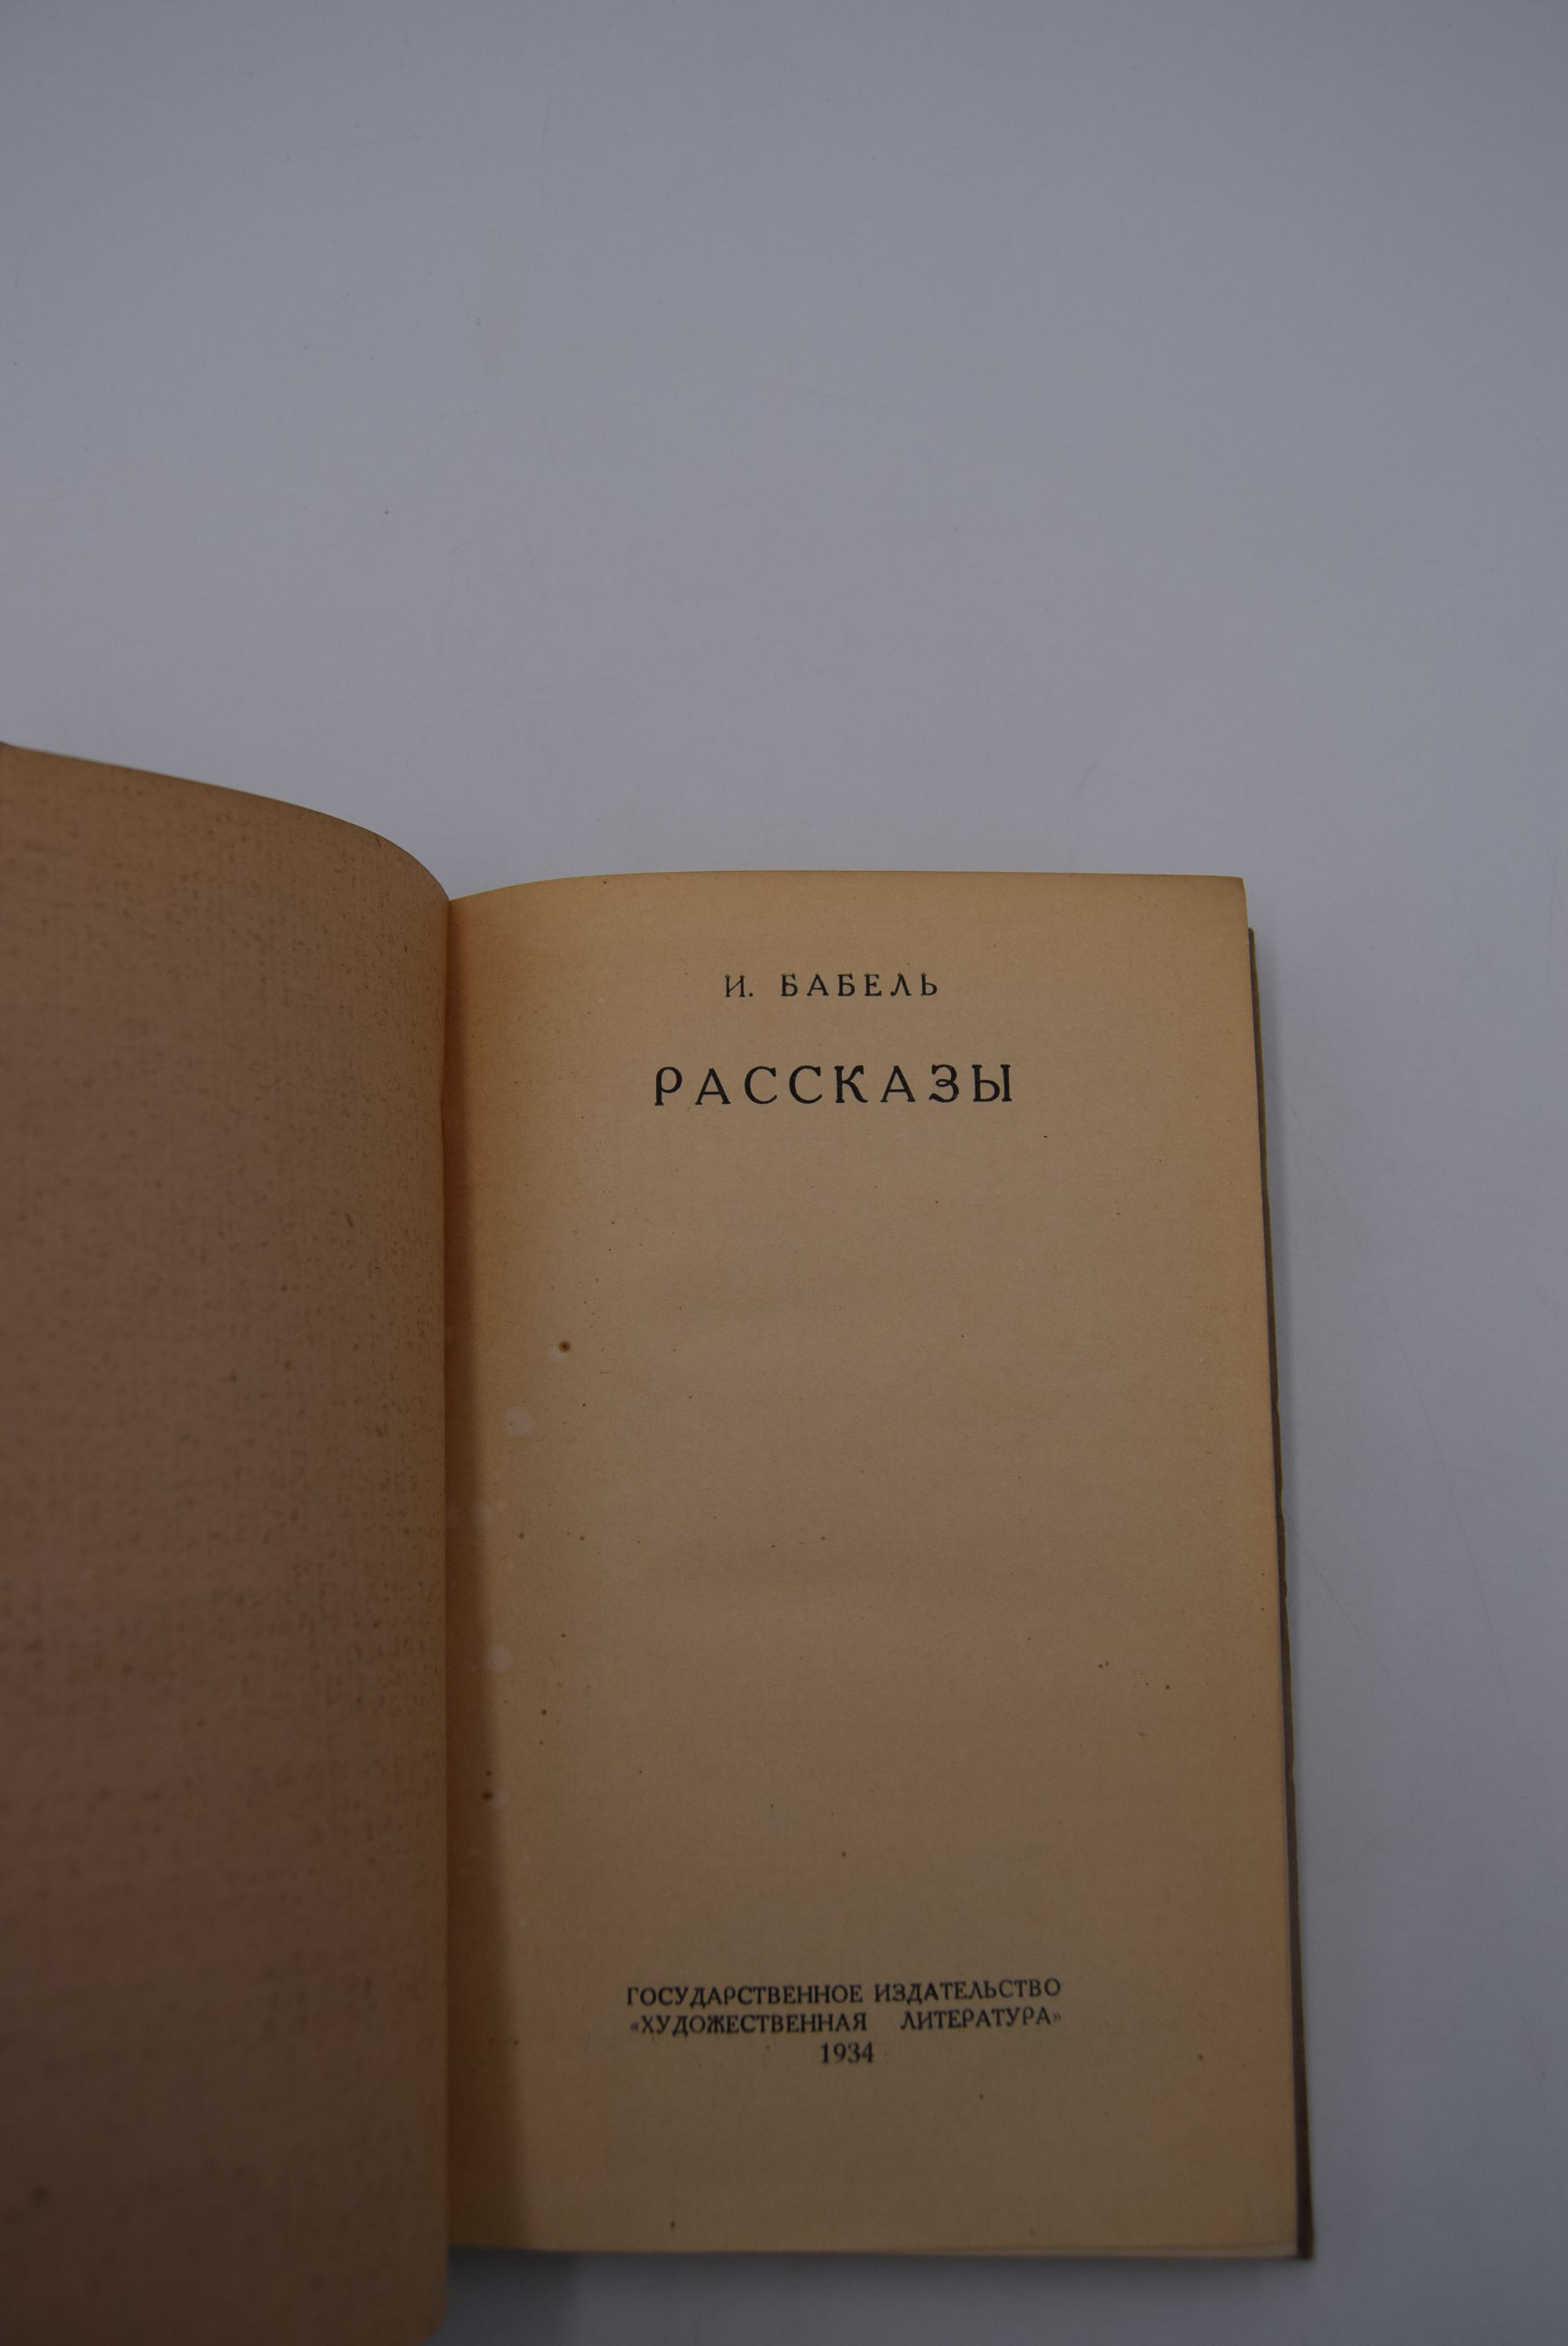 И. БАБЕЛЬ
РАССКАЗЫ
ГОСУДАРСТВЕННОЕ ИЗДАТЕЛЬСТВО
«ХУДОЖЕСТВЕННАЯ ЛИТЕРАТУРА»
1934